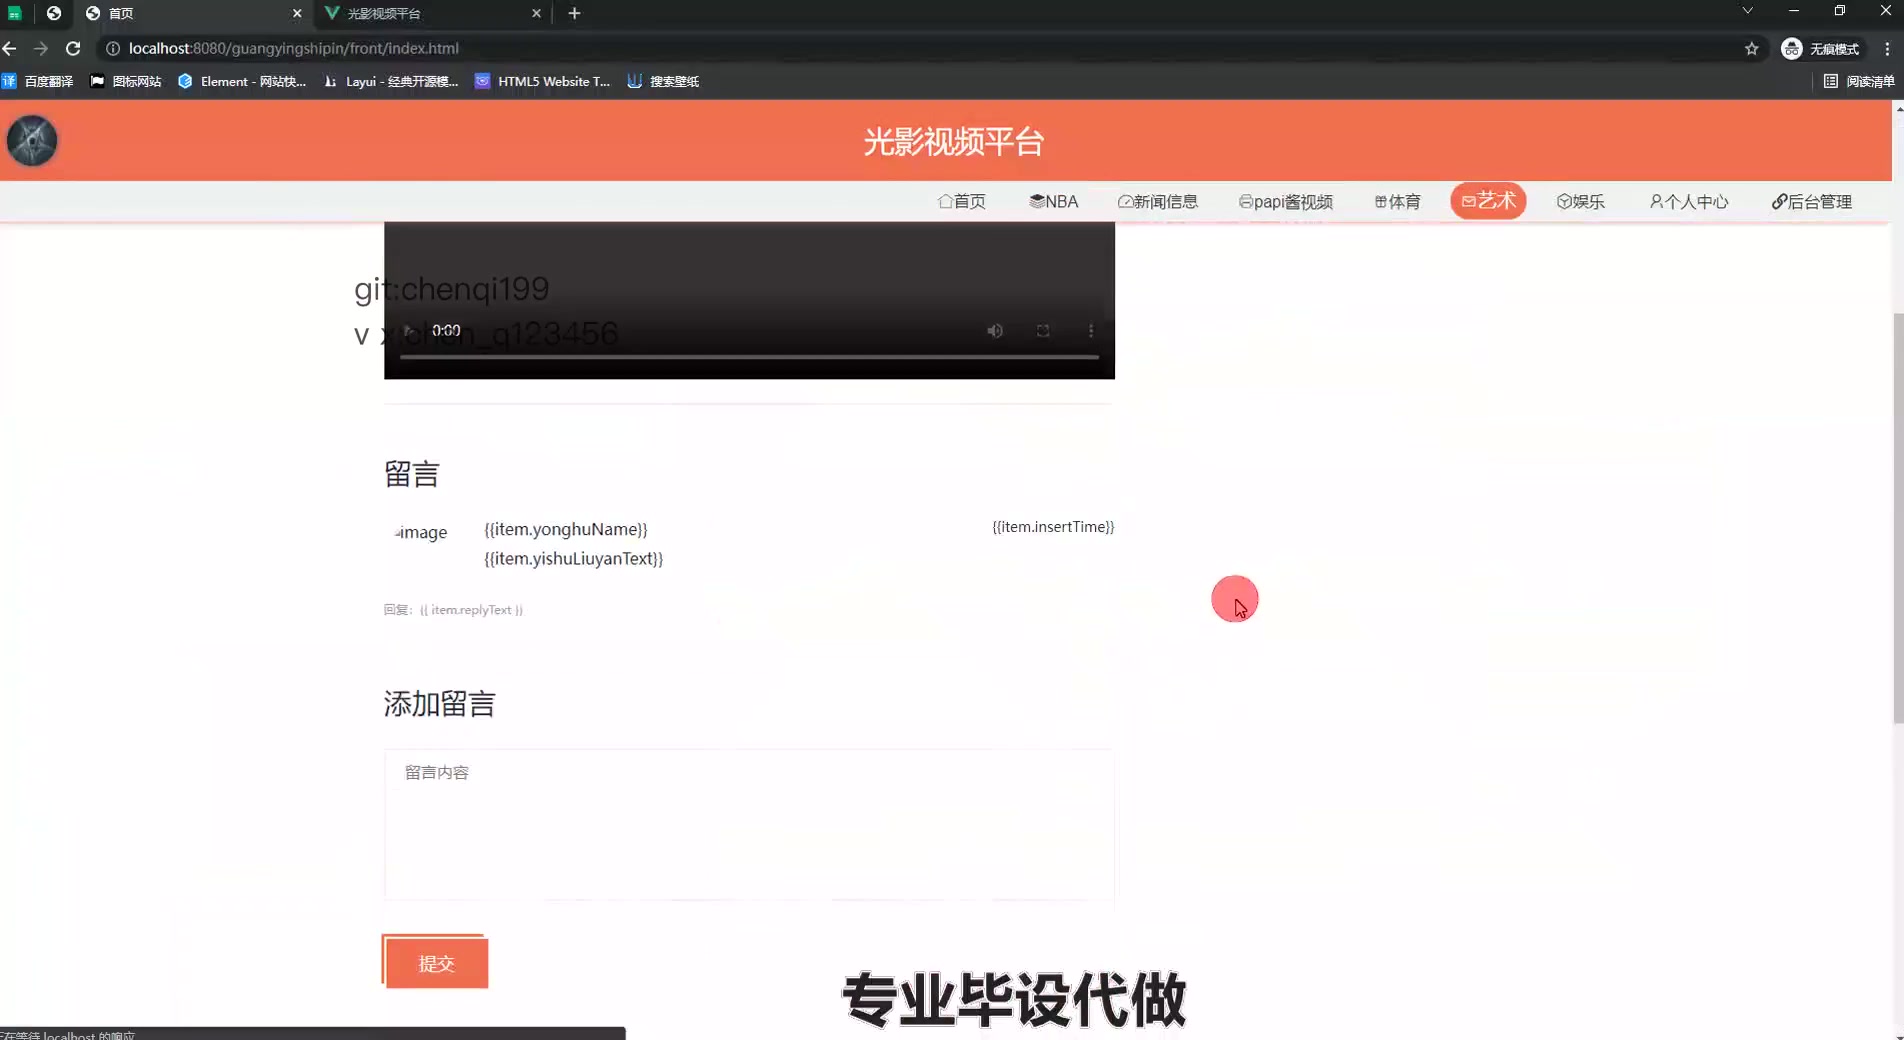 首页
光影视频平台
localhost:8080/guangyingshipin/front/index.html
无痕模式
百度翻译
图标网站
Element - 网站快...
Layui - 经典开源模...
HTML5 Website T...
搜索壁纸
阅读清单
光影视频平台
首页
NBA
新闻信息
papi酱视频
体育
艺术
娱乐
个人中心
后台管理
git:chenqi199
v x:chen_q123456
0:00
留言
image
{{item.yonghuName}}
{{item.insertTime}}
{{item.yishuLiuyanText}}
回复：{{ item.replyText }}
添加留言
留言内容
提交
专业毕设代做
正在等待 localhost 的响应